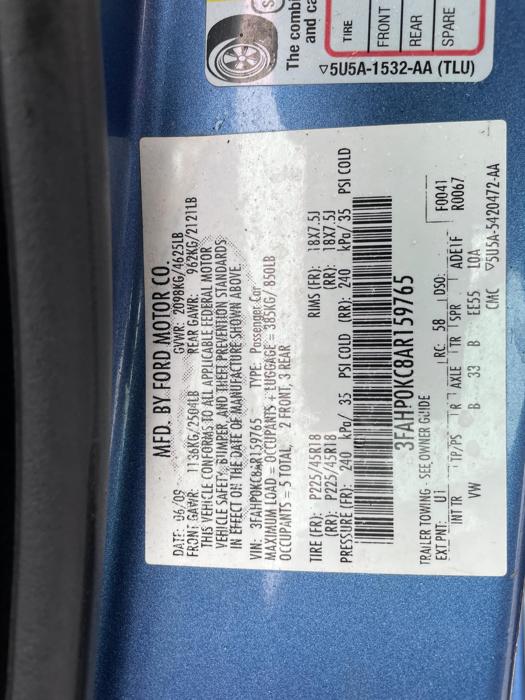 The combi
and ca
TIRE
FRONT
REAR
SPARE
▽5U5A-1532-AA (TLU)
MFD. BY FORD MOTOR CO.
DATE: 06/09 GVWR: 2098KG/4625LB
FRONT GAWR: 1136KG/2504LB REAR GAWR: 962KG/2121LB
THIS VEHICLE CONFORMS TO ALL APPLICABLE FEDERAL MOTOR
VEHICLE SAFETY, BUMPER, AND THEFT PREVENTION STANDARDS
IN EFFECT ON THE DATE OF MANUFACTURE SHOWN ABOVE.
VIN: 3FAHP0KC8AR159765 TYPE: Passenger Car
MAXIMUM LOAD = OCCUPANTS + LUGGAGE = 385KG/ 850LB
OCCUPANTS = 5 TOTAL, 2 FRONT, 3 REAR
TIRE (FR): P225/45R18 RIMS (FR): 18X7.5J
(RR): P225/45R18 (RR): 18X7.5J
PRESSURE (FR): 240 kPa/ 35 PSI COLD (RR): 240 kPa/ 35 PSI COLD
3FAHP0KC8AR159765
TRAILER TOWING - SEE OWNER GUIDE F0041
EXT PNT: U1 RC: 58 DSO: R0067
INT TR TP/PS R AXLE TR SPR ADE1F
VW B 33 B EE55 LOA
CMC ▽5U5A-5420472-AA